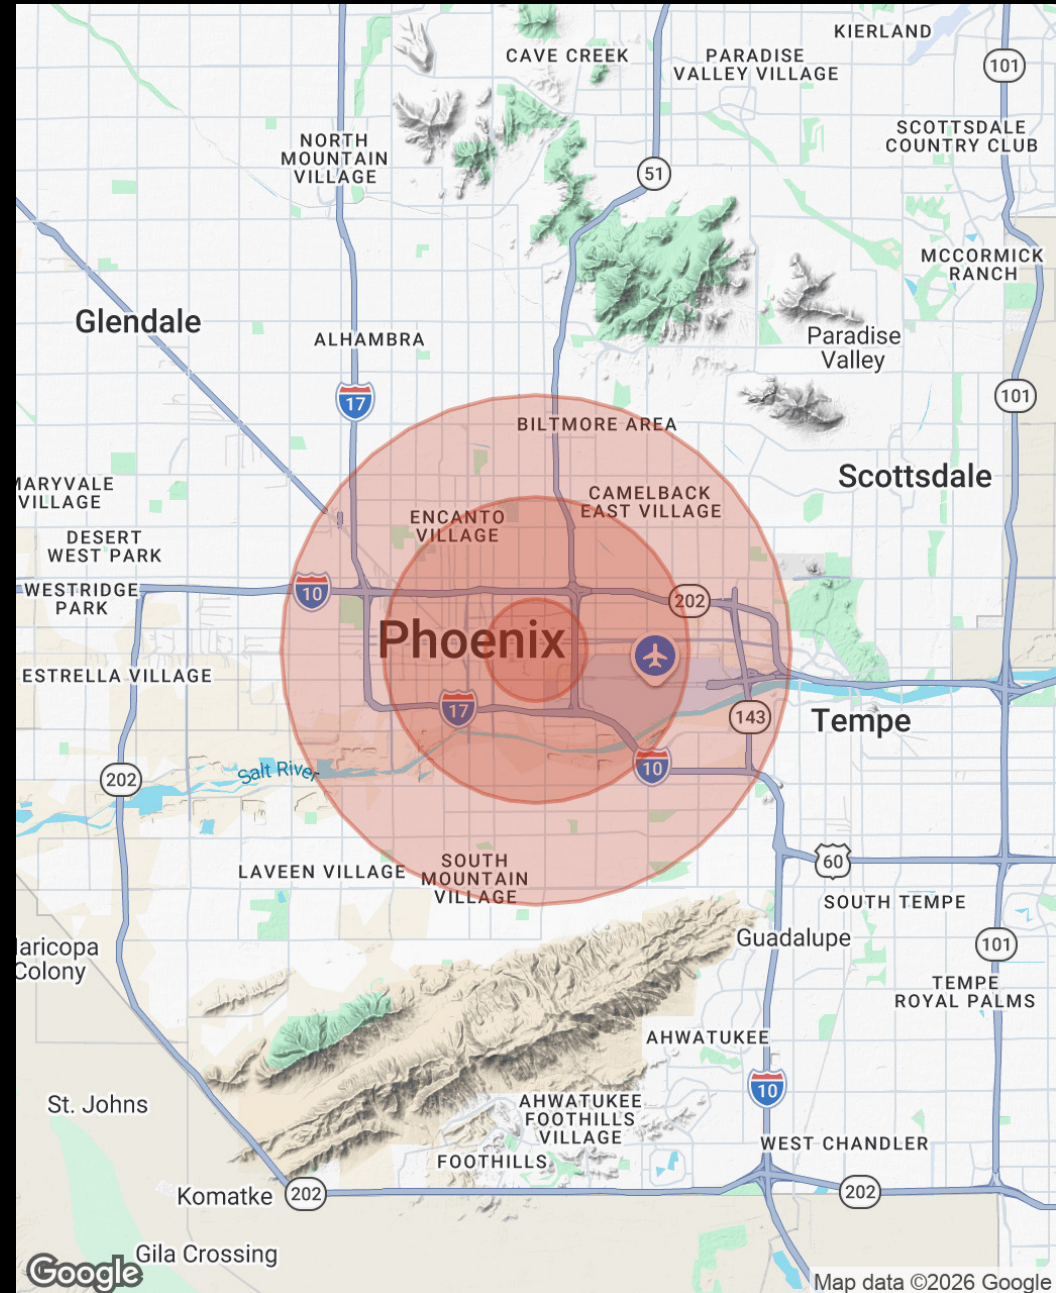 KIERLAND
CAVE CREEK
PARADISE
VALLEY VILLAGE
101
SCOTTSDALE
COUNTRY CLUB
NORTH
MOUNTAIN
VILLAGE
51
MCCORMICK
RANCH
Glendale
ALHAMBRA
Paradise
Valley
17
101
BILTMORE AREA
Scottsdale
MARYVALE
VILLAGE
CAMELBACK
EAST VILLAGE
ENCANTO
VILLAGE
DESERT
WEST PARK
WESTRIDGE
PARK
10
202
Phoenix
ESTRELLA VILLAGE
17
143
Tempe
Salt River
202
10
60
LAVEEN VILLAGE
SOUTH
MOUNTAIN
VILLAGE
SOUTH TEMPE
Guadalupe
101
aricopa
Colony
TEMPE
ROYAL PALMS
AHWATUKEE
10
St. Johns
AHWATUKEE
FOOTHILLS
VILLAGE
WEST CHANDLER
FOOTHILLS
Komatke
202
202
Gila Crossing
Google
Map data ©2026 Google